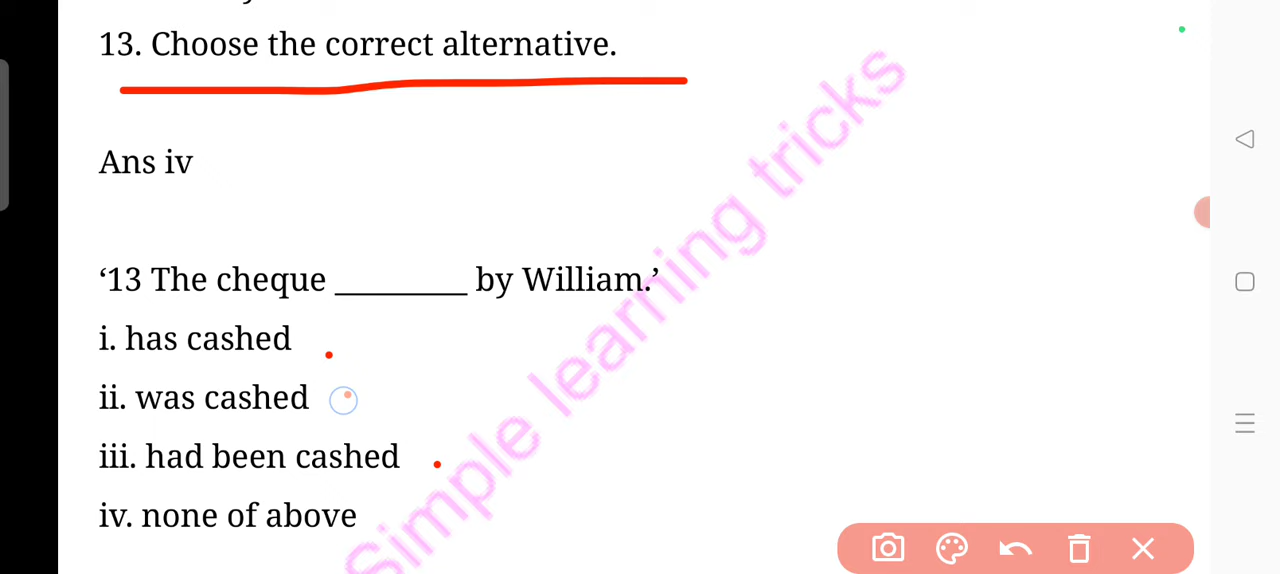 13. Choose the correct alternative.
Ans iv
‘13 The cheque _________ by William.’
i. has cashed
ii. was cashed
iii. had been cashed
iv. none of above
Simple learning tricks